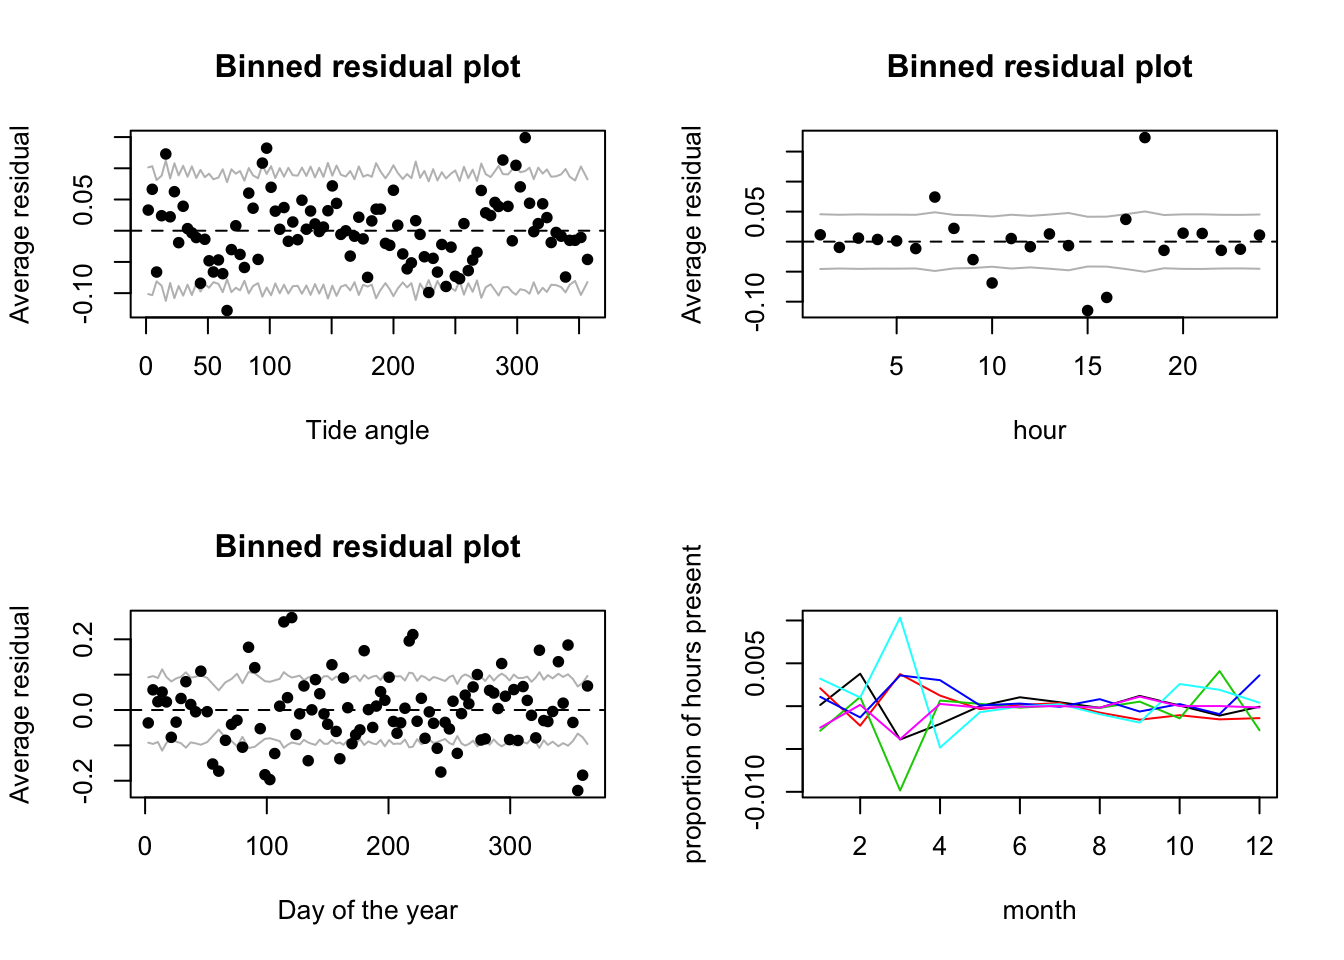 Binned residual plot
Average residual
0.05
-0.10
0 50 100 200 300
Tide angle
Binned residual plot
Average residual
0.05
-0.10
5 10 15 20
hour
Binned residual plot
Average residual
0.2
0.0
-0.2
0 100 200 300
Day of the year
proportion of hours present
0.005
-0.010
2 4 6 8 10 12
month